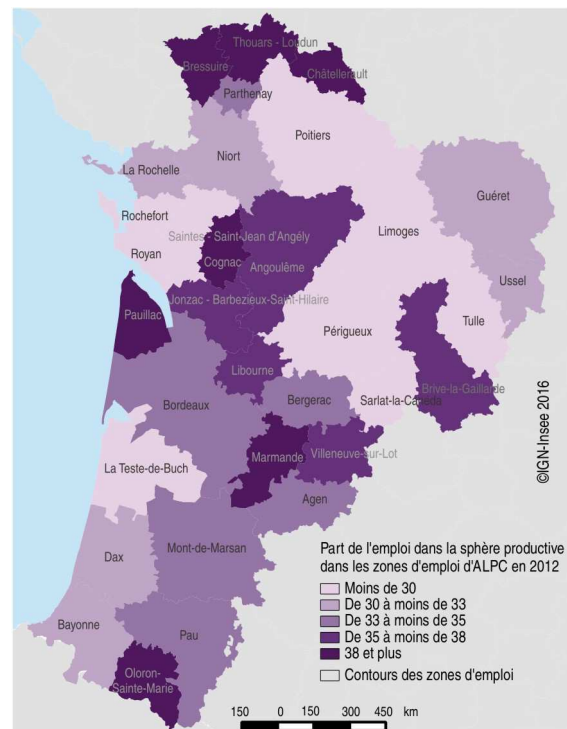 Thouars - Loudun
Bressuire
Châtellerault
Parthenay
Poitiers
Niort
La Rochelle
Guéret
Rochefort
Limoges
Saintes - Saint-Jean d'Angély
Royan
Cognac
Angoulême
Ussel
Jonzac - Barbezieux-Saint-Hilaire
Pauillac
Tulle
Périgueux
Libourne
Brive-la-Gaillarde
Bordeaux
Bergerac
Sarlat-la-Canéda
Marmande
Villeneuve-sur-Lot
La Teste-de-Buch
Agen
©IGN-Insee 2016
Dax
Mont-de-Marsan
Bayonne
Pau
Oloron-
Sainte-Marie
Part de l'emploi dans la sphère productive
dans les zones d'emploi d'ALPC en 2012
Moins de 30
De 30 à moins de 33
De 33 à moins de 35
De 35 à moins de 38
38 et plus
Contours des zones d'emploi
150 0 150 300 450 km